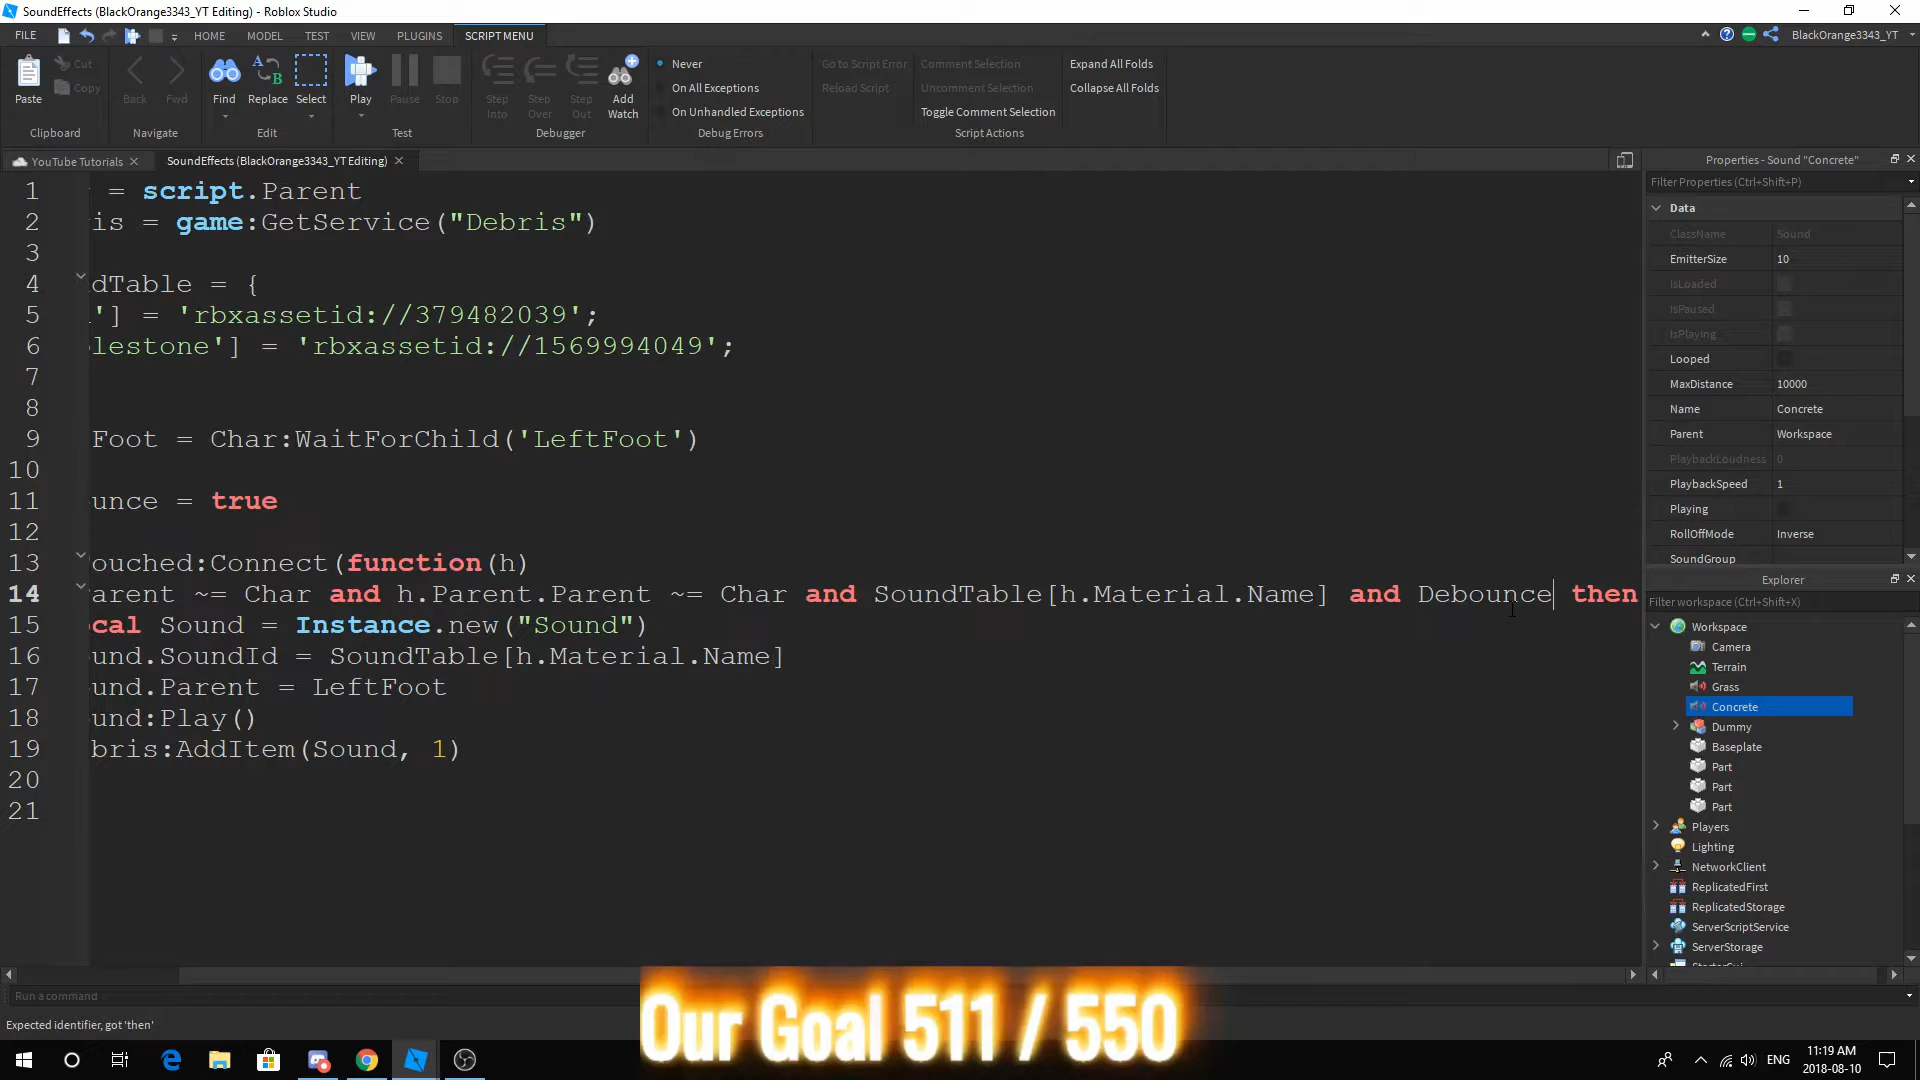 SoundEffects (BlackOrange3343_YT Editing) - Roblox Studio
FILE HOME MODEL TEST VIEW PLUGINS SCRIPT MENU BlackOrange3343_YT
Paste Cut Copy Back Fwd Find Replace Select Play Pause Stop Step Into Step Over Step Out Add Watch
Never
On All Exceptions
On Unhandled Exceptions
Go to Script Error
Reload Script
Comment Selection
Uncomment Selection
Toggle Comment Selection
Expand All Folds
Collapse All Folds
Clipboard Navigate Edit Test Debugger Debug Errors Script Actions
YouTube Tutorials SoundEffects (BlackOrange3343_YT Editing)
1 = script.Parent
2 is = game:GetService("Debris")
3
4 dTable = {
5 '] = 'rbxassetid://379482039';
6 lestone'] = 'rbxassetid://1569994049';
7
8
9 Foot = Char:WaitForChild('LeftFoot')
10
11 unce = true
12
13 ouched:Connect(function(h)
14 arent ~= Char and h.Parent.Parent ~= Char and SoundTable[h.Material.Name] and Debounce then
15 cal Sound = Instance.new("Sound")
16 und.SoundId = SoundTable[h.Material.Name]
17 und.Parent = LeftFoot
18 und:Play()
19 bris:AddItem(Sound, 1)
20
21
Properties - Sound "Concrete"
Filter Properties (Ctrl+Shift+P)
Data
ClassName Sound
EmitterSize 10
IsLoaded
IsPaused
IsPlaying
Looped
MaxDistance 10000
Name Concrete
Parent Workspace
PlaybackLoudness 0
PlaybackSpeed 1
Playing
RollOffMode Inverse
SoundGroup
Explorer
Filter workspace (Ctrl+Shift+X)
Workspace
Camera
Terrain
Grass
Concrete
Dummy
Baseplate
Part
Part
Part
Players
Lighting
NetworkClient
ReplicatedFirst
ReplicatedStorage
ServerScriptService
ServerStorage
StarterGui
Run a command
Expected identifier, got 'then'
Our Goal 511 / 550
ENG
11:19 AM
2018-08-10